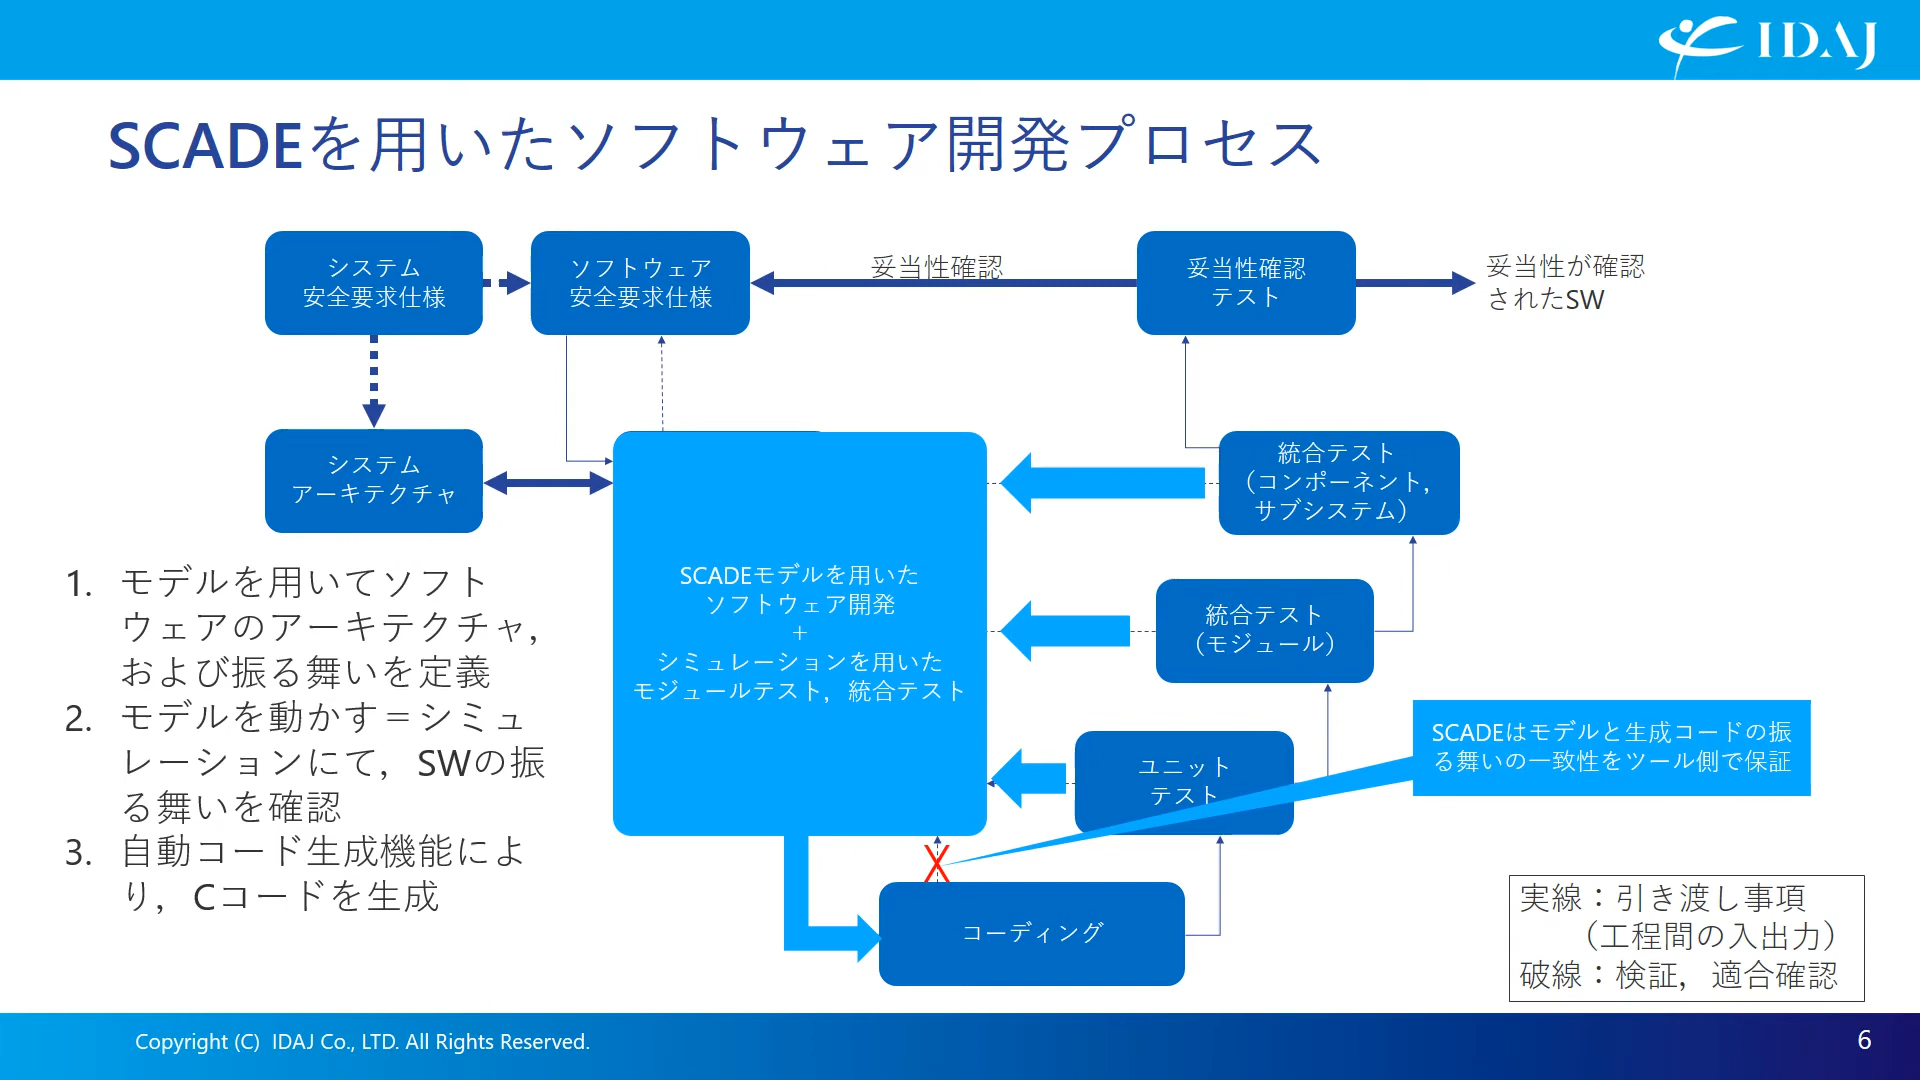 IDAJ
SCADEを用いたソフトウェア開発プロセス
システム
安全要求仕様
ソフトウェア
安全要求仕様
妥当性確認
妥当性確認
テスト
妥当性が確認
されたSW
システム
アーキテクチャ
統合テスト
（コンポーネント，
サブシステム）
SCADEモデルを用いた
ソフトウェア開発
＋
シミュレーションを用いた
モジュールテスト，統合テスト
統合テスト
（モジュール）
ユニット
テスト
SCADEはモデルと生成コードの振
る舞いの一致性をツール側で保証
X
コーディング
1. モデルを用いてソフト
ウェアのアーキテクチャ，
および振る舞いを定義
2. モデルを動かす＝シミュ
レーションにて，SWの振
る舞いを確認
3. 自動コード生成機能によ
り，Cコードを生成
実線：引き渡し事項
（工程間の入出力）
破線：検証，適合確認
Copyright (C) IDAJ Co., LTD. All Rights Reserved.
6